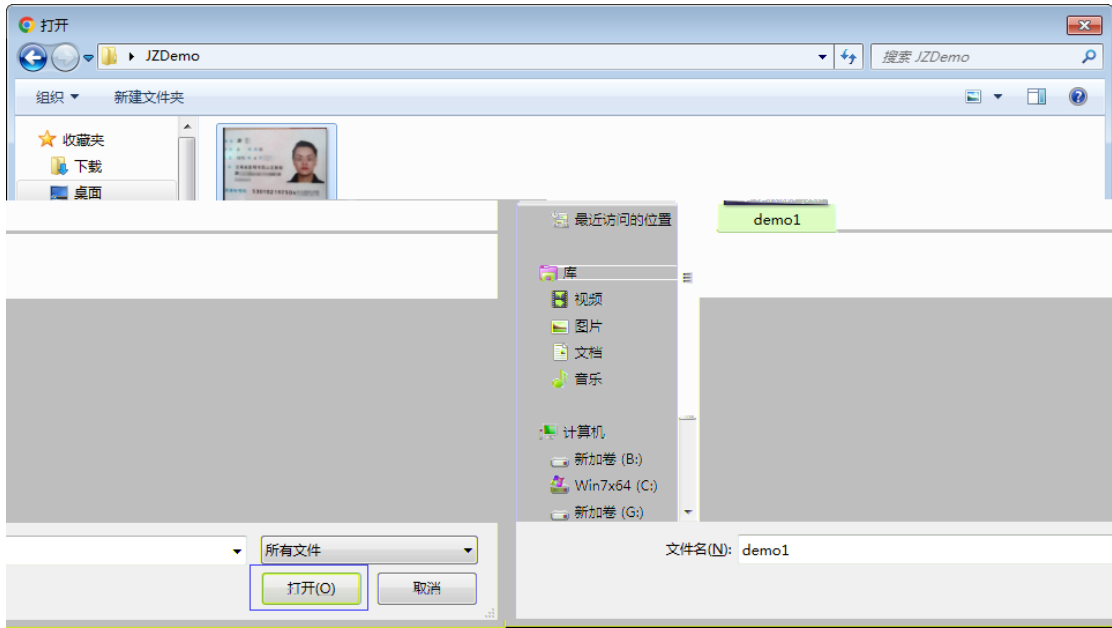 打开
JZDemo
搜索 JZDemo
组织
新建文件夹
收藏夹
下载
桌面
最近访问的位置
demo1
库
视频
图片
文档
音乐
计算机
新加卷 (B:)
Win7x64 (C:)
新加卷 (G:)
所有文件
文件名(N): demo1
打开(O)
取消